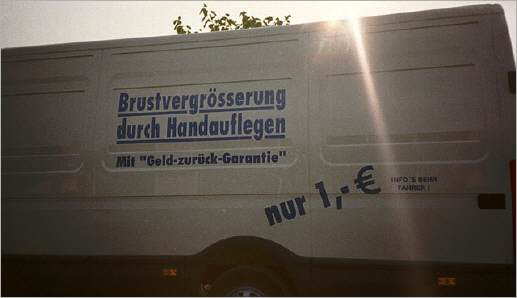 Brustvergrösserung
durch Handauflegen
Mit "Geld-zurück-Garantie"
nur 1,- €
INFO'S BEIM
FAHRER !